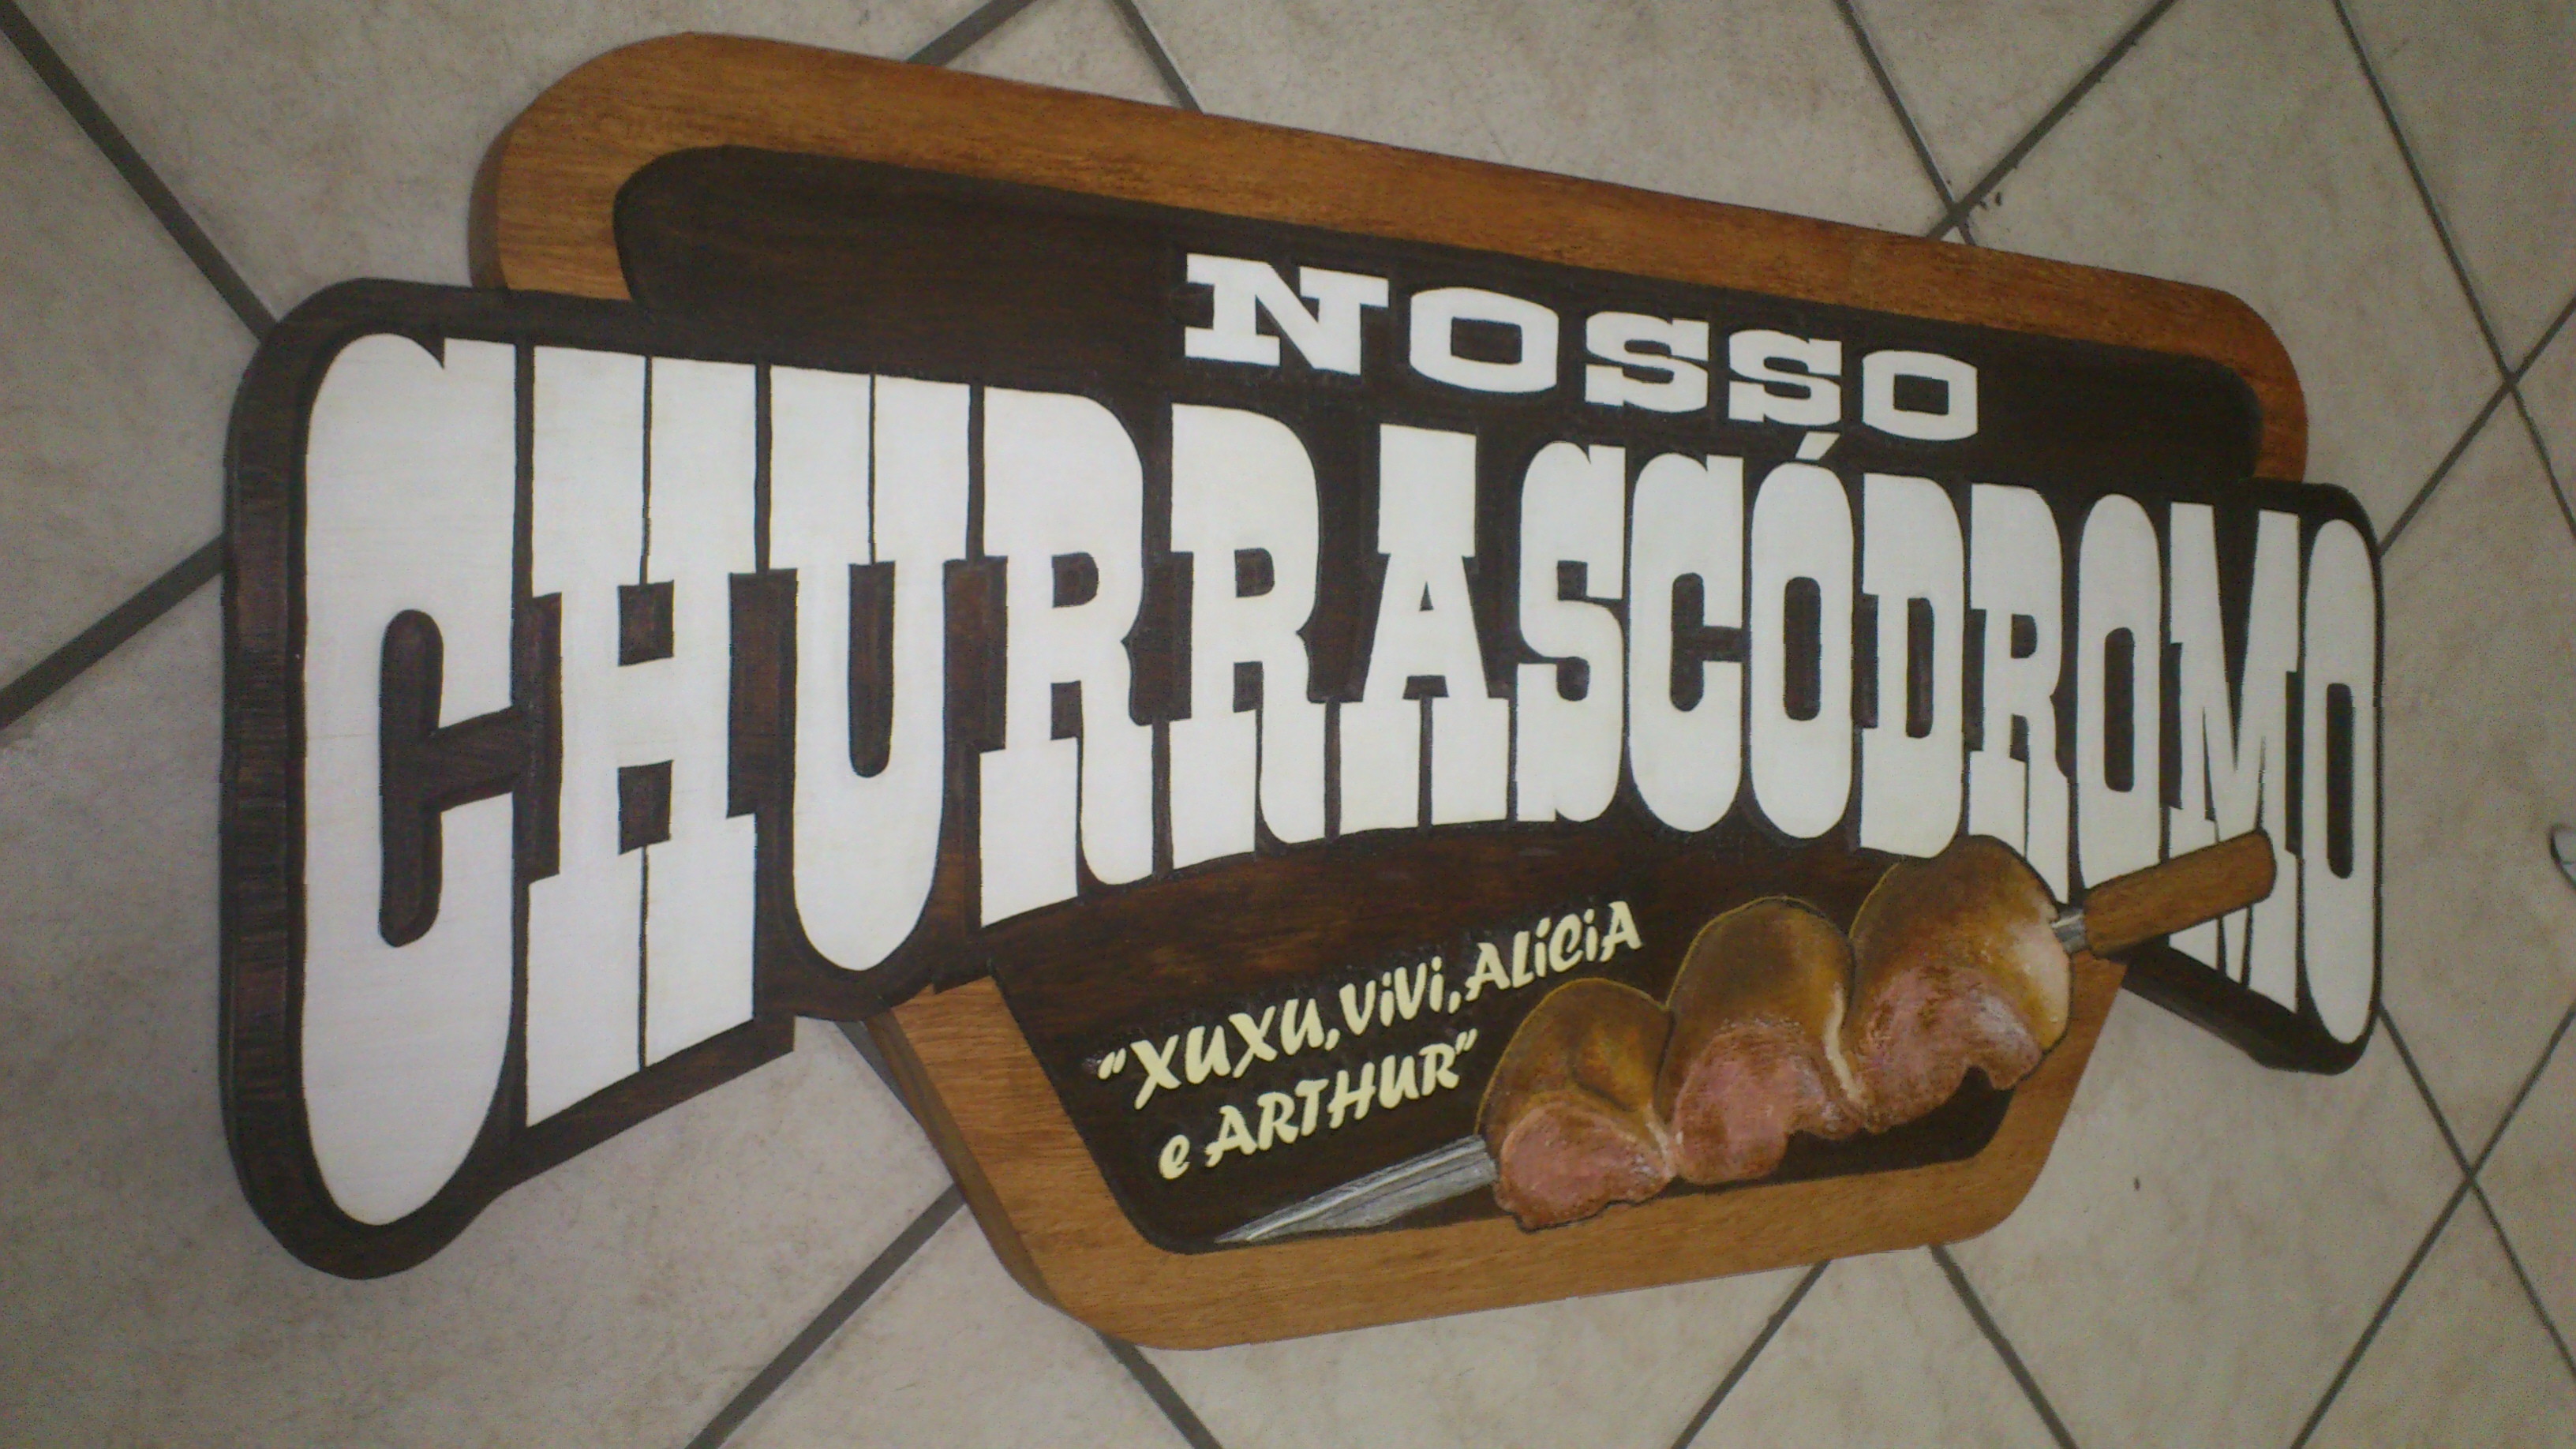 NOSSO
CHURRASCÓDROMO
"XUXU, ViVi, ALíCiA
e ARTHUR"